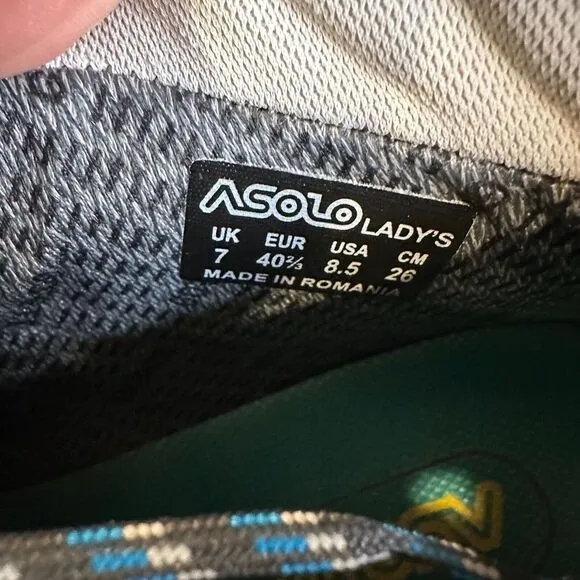 ASOLO LADY'S
UK EUR USA CM
7 40⅔ 8.5 26
MADE IN ROMANIA